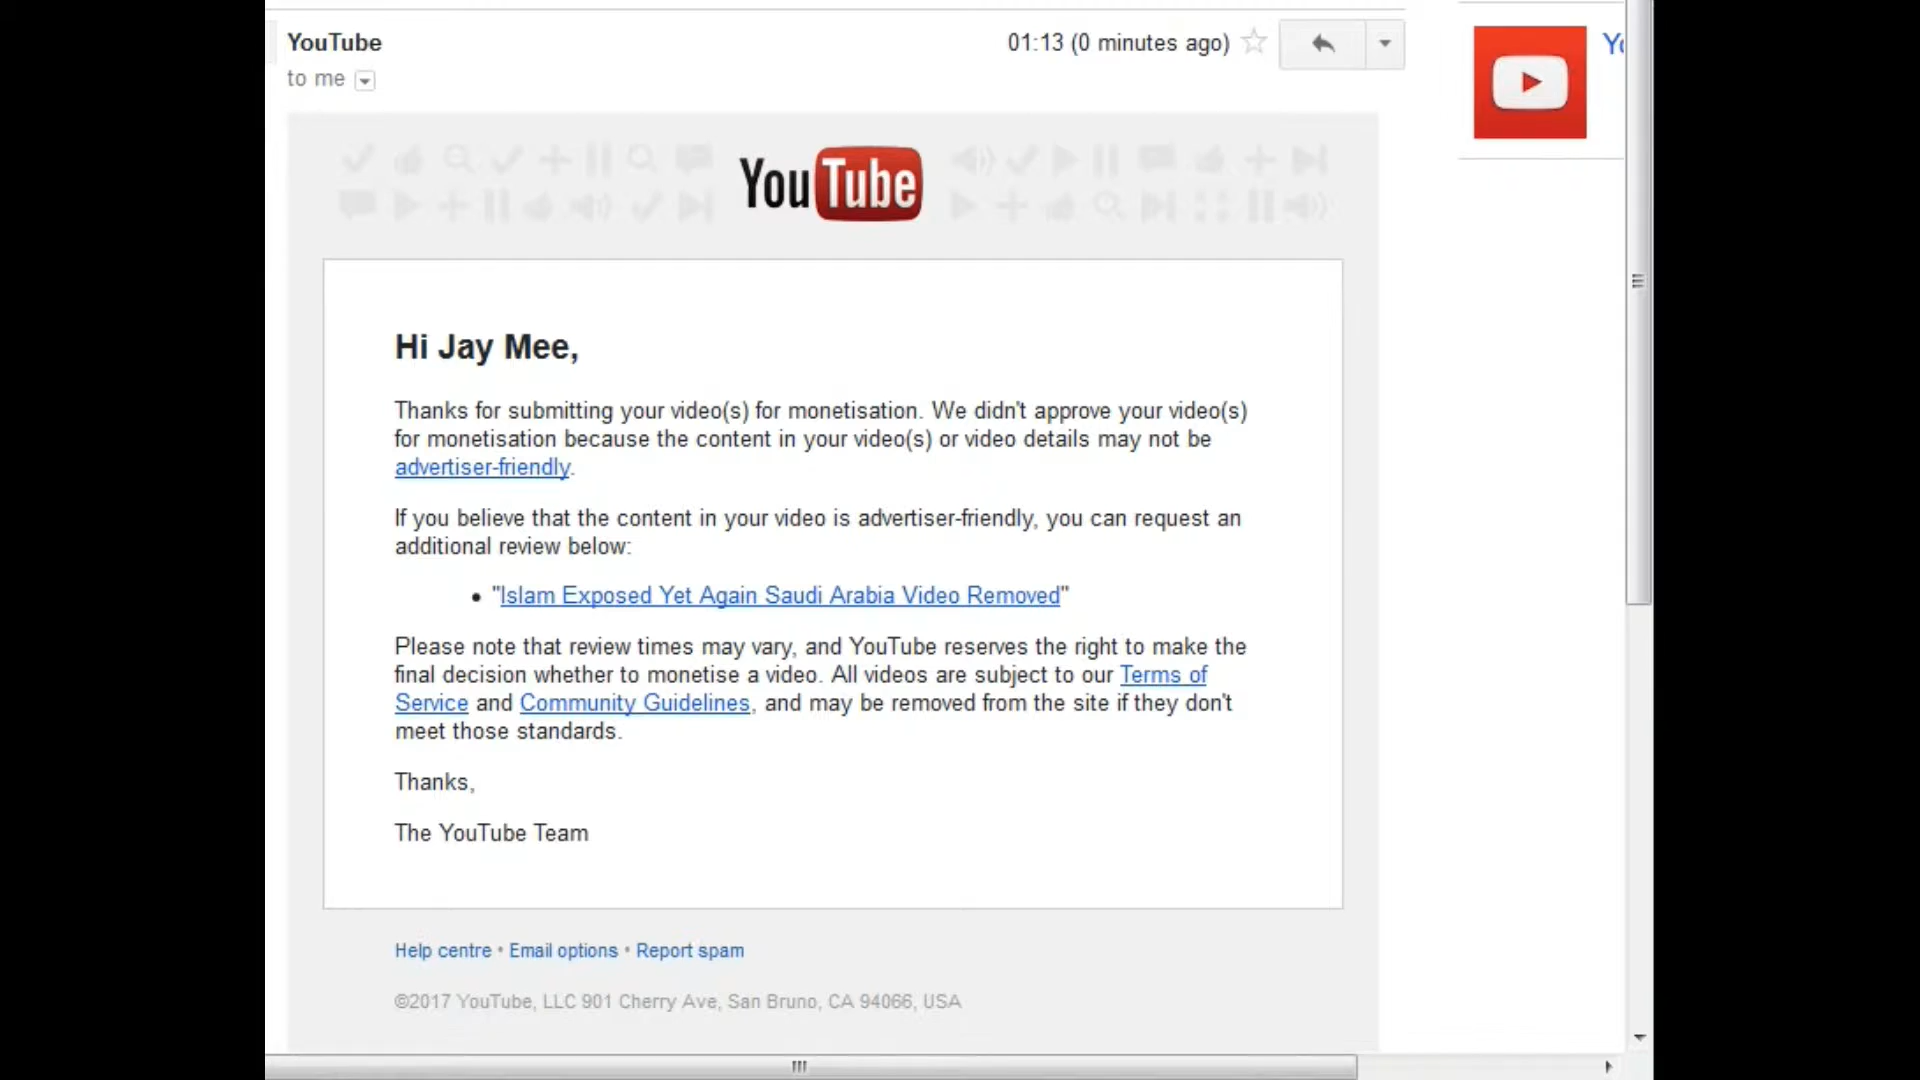 YouTube
01:13 (0 minutes ago)
to me
YouTube
Hi Jay Mee,
Thanks for submitting your video(s) for monetisation. We didn't approve your video(s)
for monetisation because the content in your video(s) or video details may not be
advertiser-friendly.
If you believe that the content in your video is advertiser-friendly, you can request an
additional review below:
• "Islam Exposed Yet Again Saudi Arabia Video Removed"
Please note that review times may vary, and YouTube reserves the right to make the
final decision whether to monetise a video. All videos are subject to our Terms of
Service and Community Guidelines, and may be removed from the site if they don't
meet those standards.
Thanks,
The YouTube Team
Help centre • Email options • Report spam
©2017 YouTube, LLC 901 Cherry Ave, San Bruno, CA 94066, USA